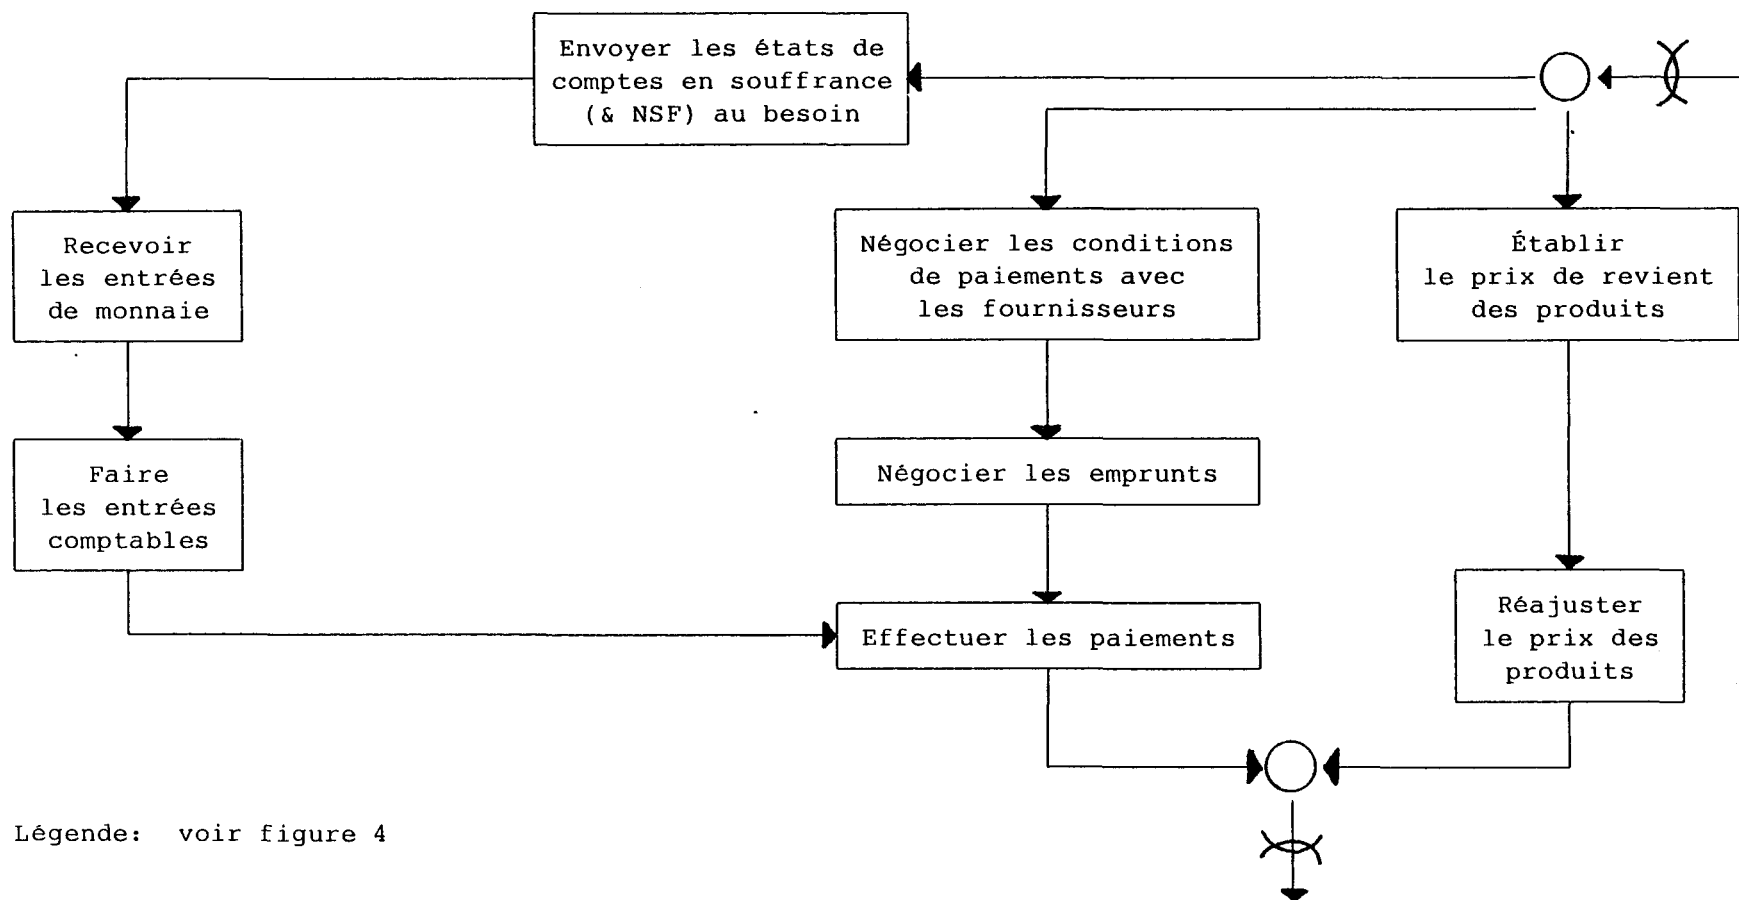 Envoyer les états de
comptes en souffrance
(& NSF) au besoin
Recevoir
les entrées
de monnaie
Négocier les conditions
de paiements avec
les fournisseurs
Établir
le prix de revient
des produits
Faire
les entrées
comptables
Négocier les emprunts
Effectuer les paiements
Réajuster
le prix des
produits
Légende: voir figure 4